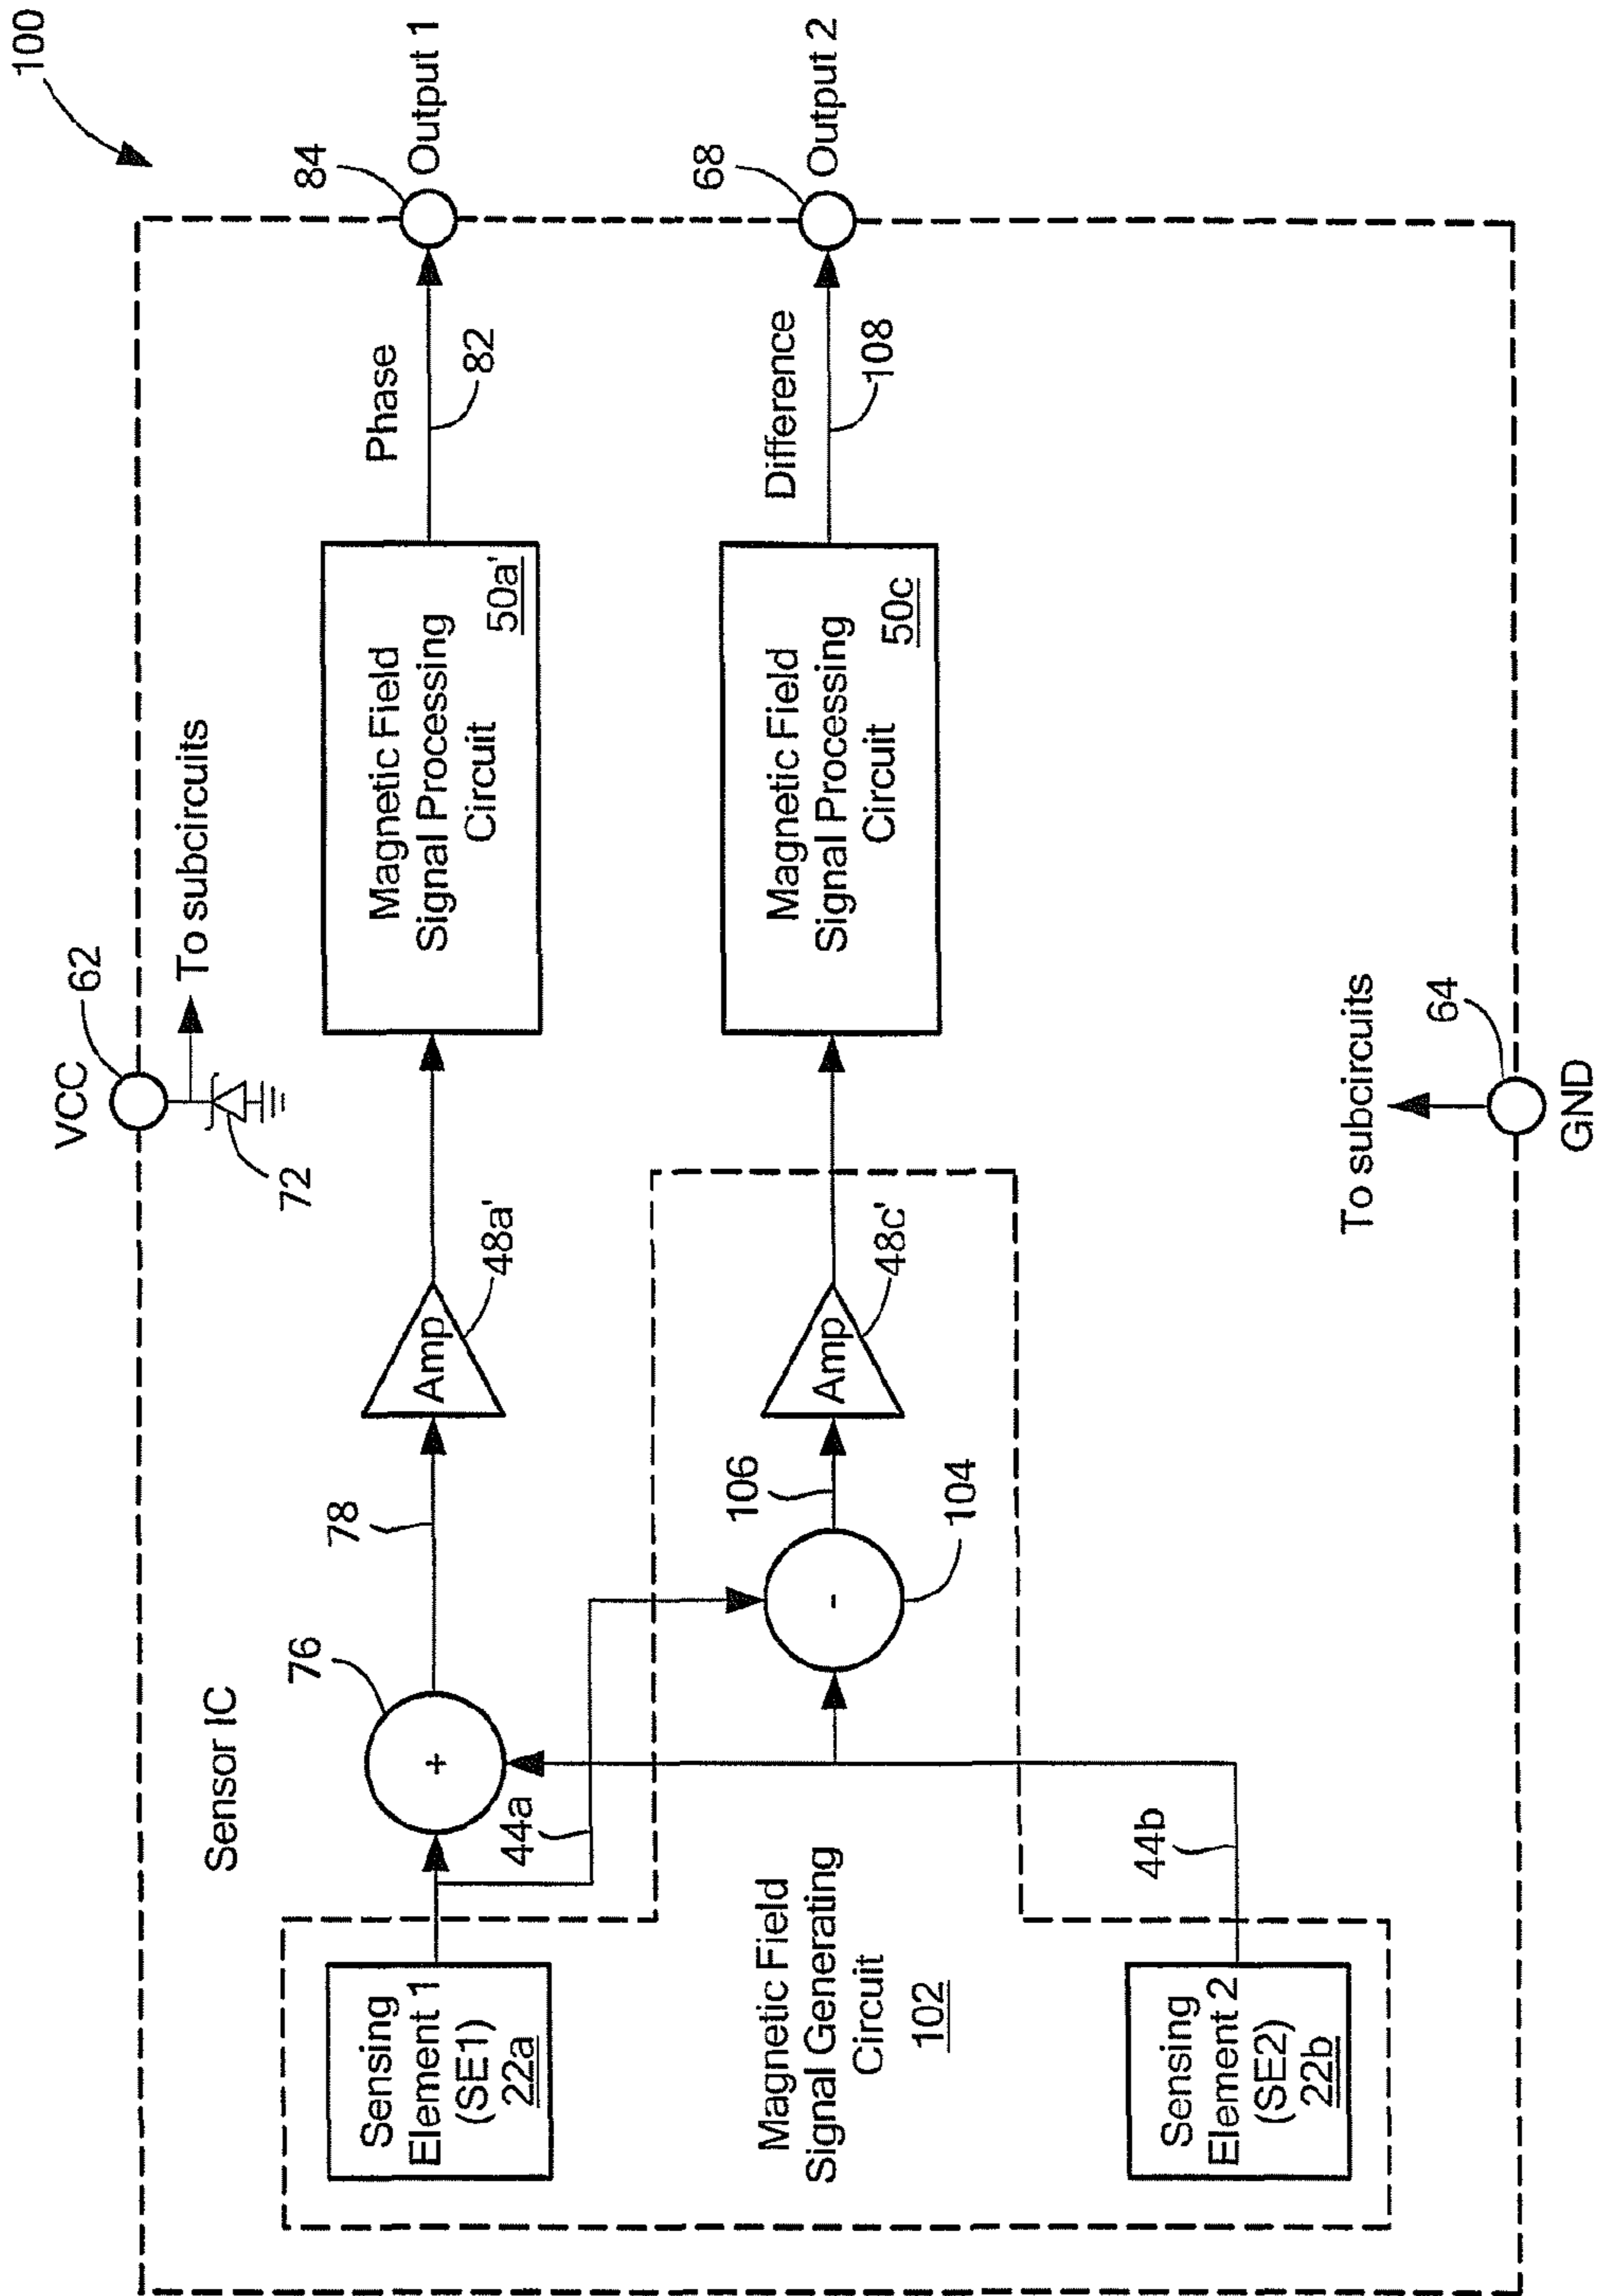 100
VCC
62
To subcircuits
72
Sensor IC
84
Output 1
Phase
82
Magnetic Field
Signal Processing
Circuit
50a'
Amp
48a'
78
76
+
44a
Sensing
Element 1
(SE1)
22a
68
Output 2
Difference
108
Magnetic Field
Signal Processing
Circuit
50c
Amp
48c'
106
-
104
Magnetic Field
Signal Generating
Circuit
102
44b
Sensing
Element 2
(SE2)
22b
To subcircuits
64
GND